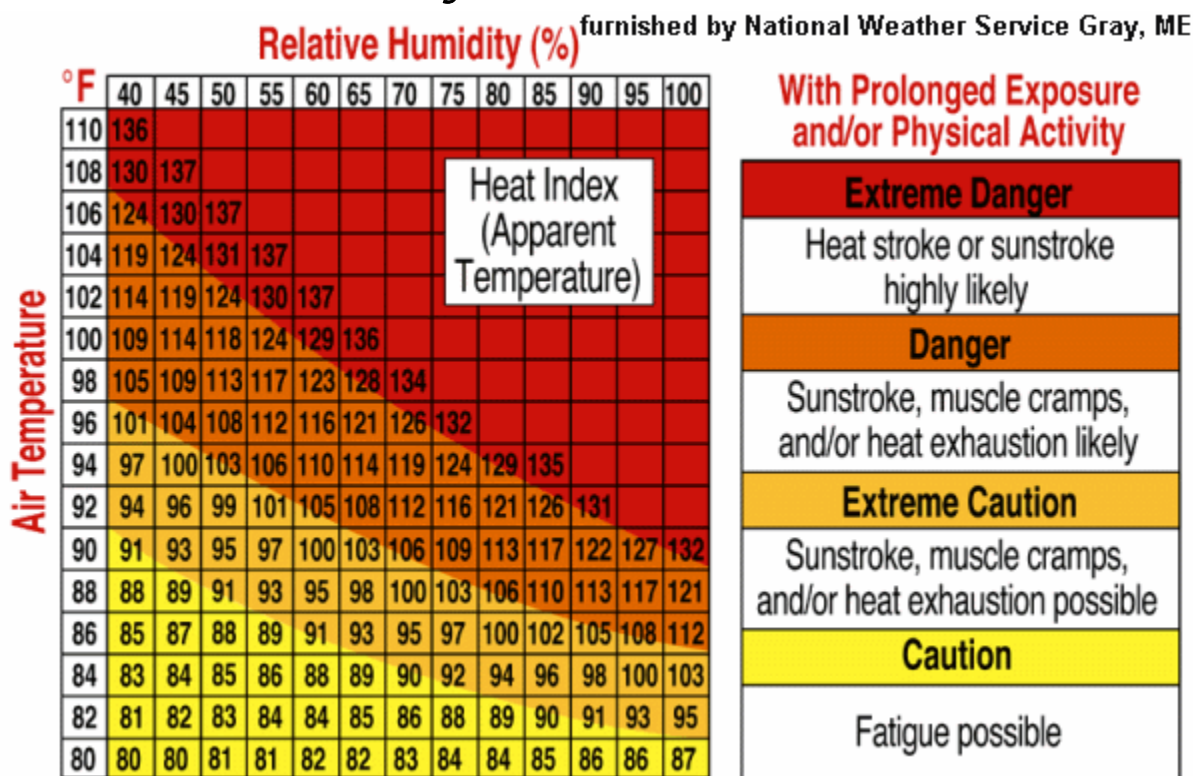 furnished by National Weather Service Gray, ME
Relative Humidity (%)
°F 40 45 50 55 60 65 70 75 80 85 90 95 100
110 136
108 130 137
106 124 130 137
104 119 124 131 137
102 114 119 124 130 137
100 109 114 118 124 129 136
98 105 109 113 117 123 128 134
96 101 104 108 112 116 121 126 132
94 97 100 103 106 110 114 119 124 129 135
92 94 96 99 101 105 108 112 116 121 126 131
90 91 93 95 97 100 103 106 109 113 117 122 127 132
88 88 89 91 93 95 98 100 103 106 110 113 117 121
86 85 87 88 89 91 93 95 97 100 102 105 108 112
84 83 84 85 86 88 89 90 92 94 96 98 100 103
82 81 82 83 84 84 85 86 88 89 90 91 93 95
80 80 80 81 81 82 82 83 84 84 85 86 86 87
Air Temperature
Heat Index
(Apparent
Temperature)
With Prolonged Exposure
and/or Physical Activity
Extreme Danger
Heat stroke or sunstroke
highly likely
Danger
Sunstroke, muscle cramps,
and/or heat exhaustion likely
Extreme Caution
Sunstroke, muscle cramps,
and/or heat exhaustion possible
Caution
Fatigue possible